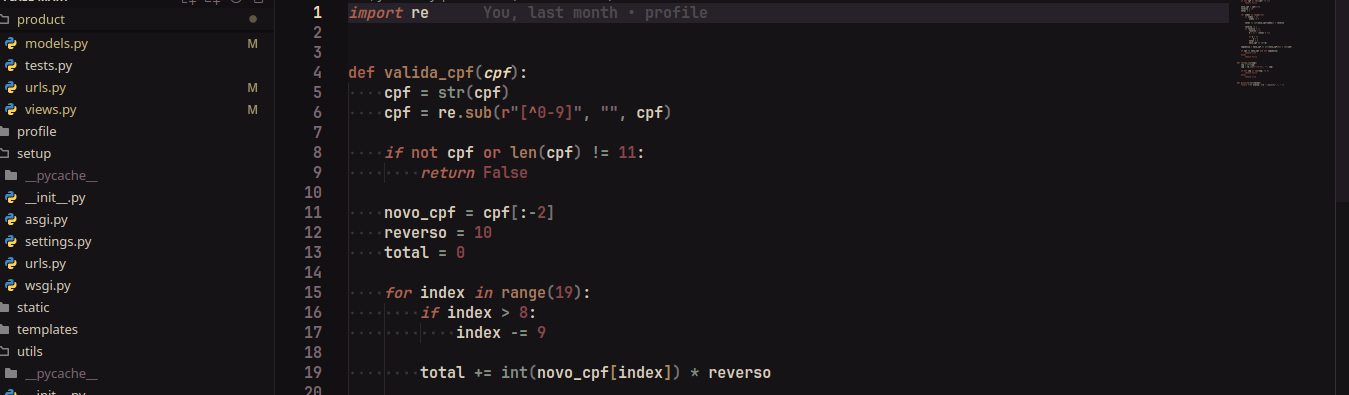 product
models.py M
tests.py
urls.py M
views.py M
profile
setup
__pycache__
__init__.py
asgi.py
settings.py
urls.py
wsgi.py
static
templates
utils
__pycache__
__init__.py
1 import re You, last month • profile
2
3
4 def valida_cpf(cpf):
5 cpf = str(cpf)
6 cpf = re.sub(r"[^0-9]", "", cpf)
7
8 if not cpf or len(cpf) != 11:
9 return False
10
11 novo_cpf = cpf[:-2]
12 reverso = 10
13 total = 0
14
15 for index in range(19):
16 if index > 8:
17 index -= 9
18
19 total += int(novo_cpf[index]) * reverso
20